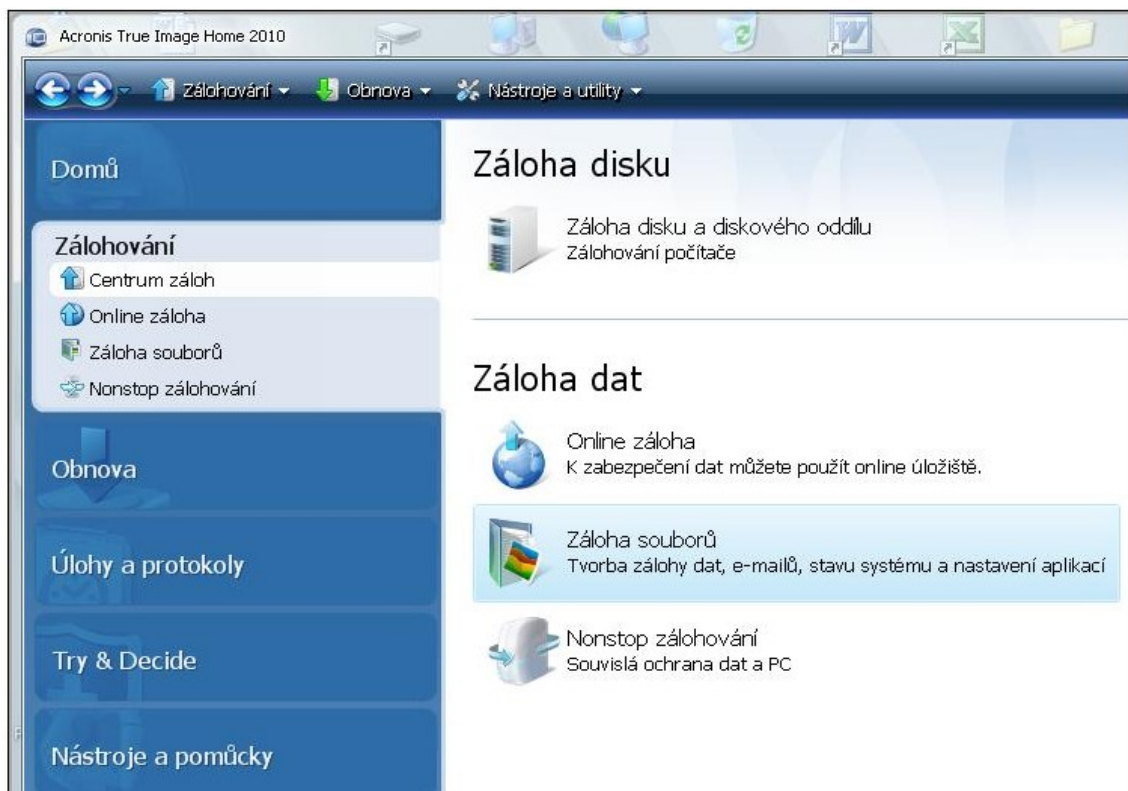 Acronis True Image Home 2010
Zálohování
Obnova
Nástroje a utility
Domů
Zálohování
Centrum záloh
Online záloha
Záloha souborů
Nonstop zálohování
Obnova
Úlohy a protokoly
Try & Decide
Nástroje a pomůcky
Záloha disku
Záloha disku a diskového oddílu
Zálohování počítače
Záloha dat
Online záloha
K zabezpečení dat můžete použít online úložiště.
Záloha souborů
Tvorba zálohy dat, e-mailů, stavu systému a nastavení aplikací
Nonstop zálohování
Souvislá ochrana dat a PC